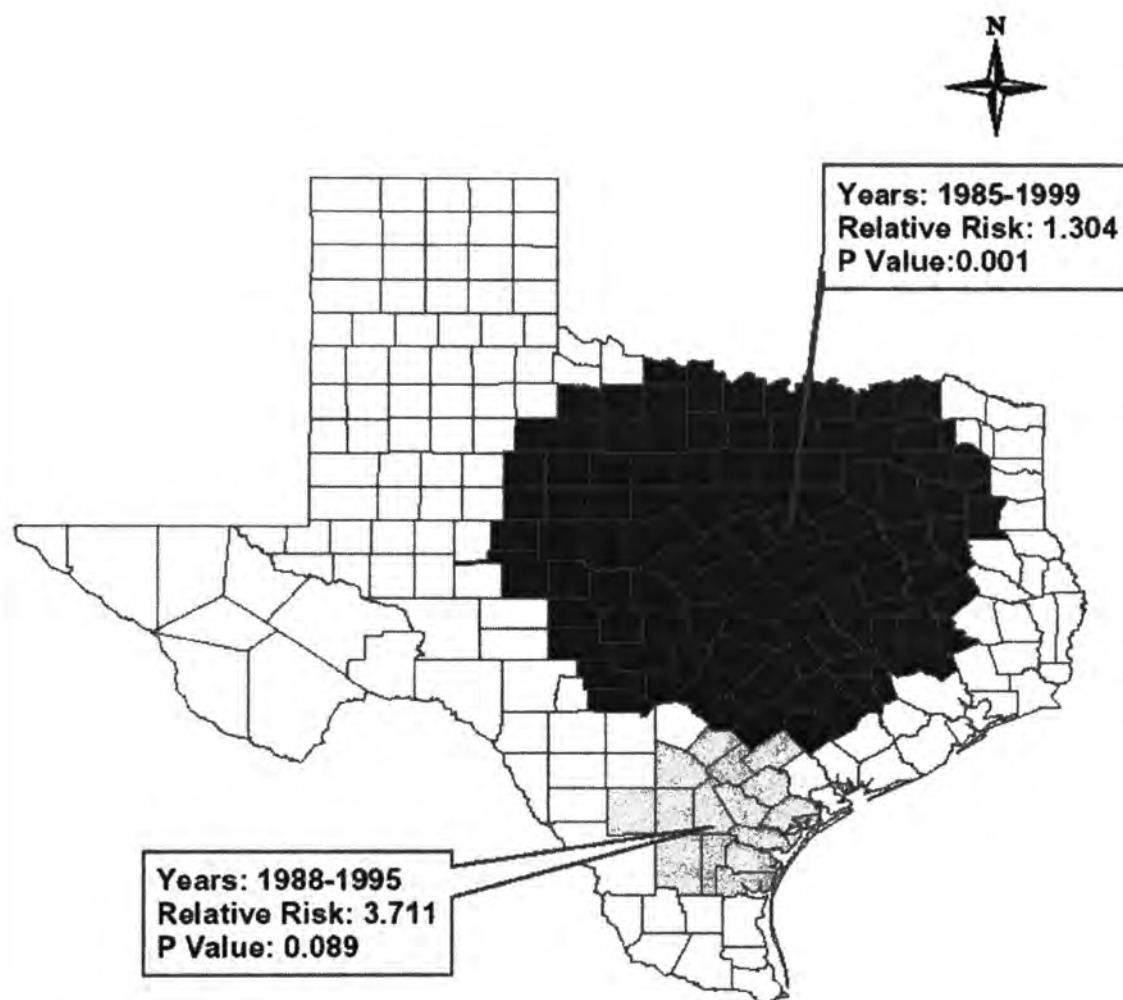 N
Years: 1985-1999
Relative Risk: 1.304
P Value:0.001
Years: 1988-1995
Relative Risk: 3.711
P Value: 0.089